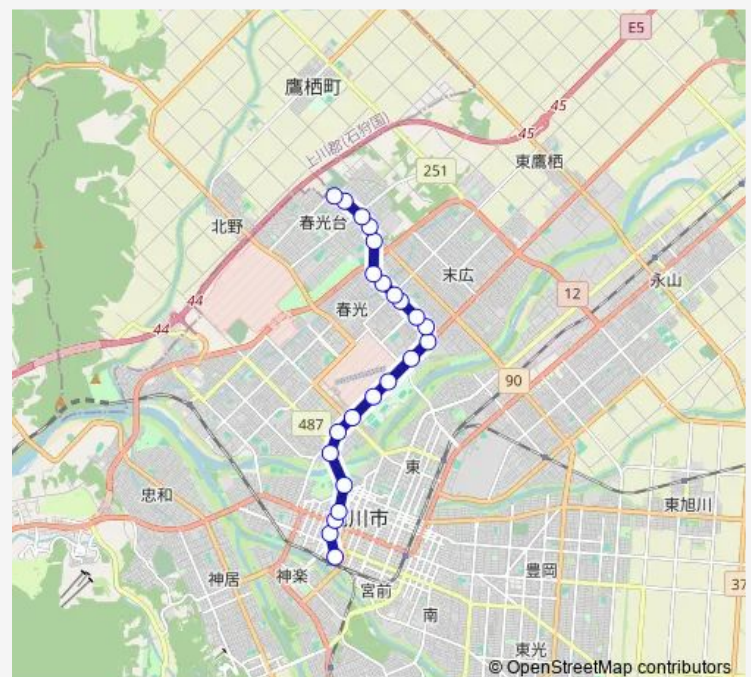 E5
鷹栖町
45
上川郡(石狩国)
45
東鷹栖
251
北野
春光台
末広
永山
12
44
44
春光
90
487
東
忠和
川市
東旭川
神居
神楽
宮前
豊岡
37
南
東光
© OpenStreetMap contributors